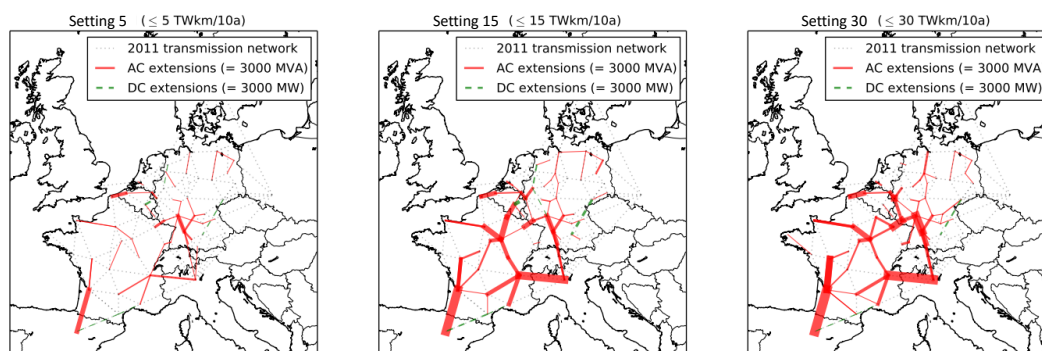 Setting 5 (≤ 5 TWkm/10a)
2011 transmission network
AC extensions (= 3000 MVA)
DC extensions (= 3000 MW)
Setting 15 (≤ 15 TWkm/10a)
2011 transmission network
AC extensions (= 3000 MVA)
DC extensions (= 3000 MW)
Setting 30 (≤ 30 TWkm/10a)
2011 transmission network
AC extensions (= 3000 MVA)
DC extensions (= 3000 MW)